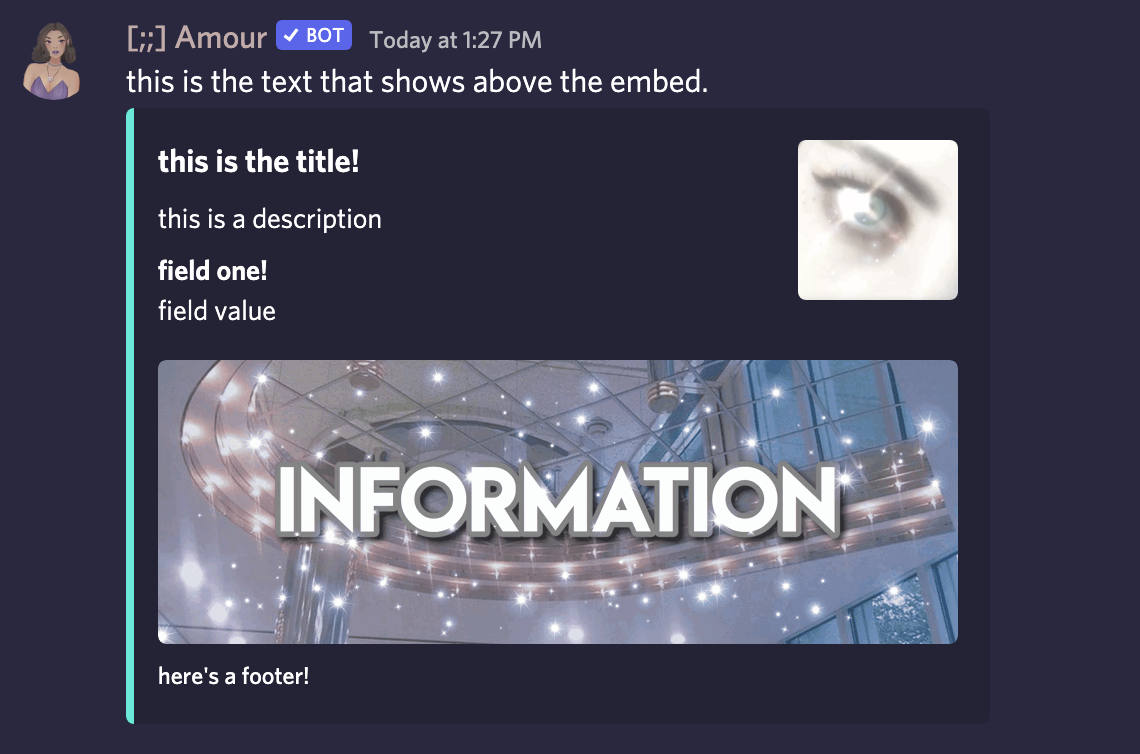 [;;] Amour ✓ BOT Today at 1:27 PM
this is the text that shows above the embed.
this is the title!
this is a description
field one!
field value
INFORMATION
here's a footer!